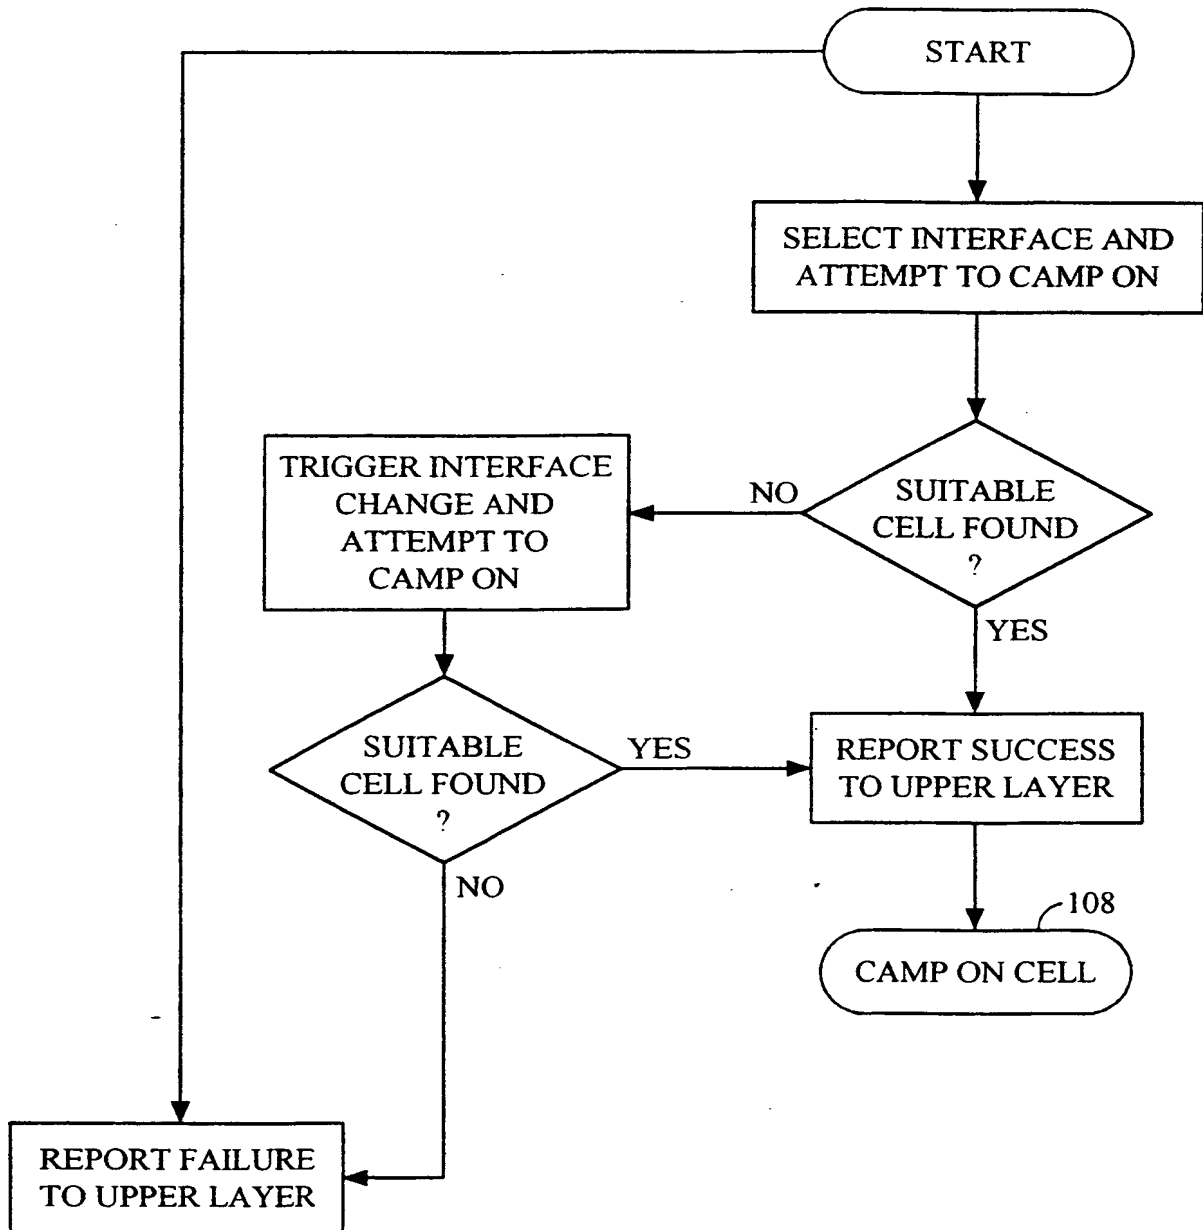 START
SELECT INTERFACE AND
ATTEMPT TO CAMP ON
TRIGGER INTERFACE
CHANGE AND
ATTEMPT TO
CAMP ON
NO
SUITABLE
CELL FOUND
?
YES
SUITABLE
CELL FOUND
?
YES
REPORT SUCCESS
TO UPPER LAYER
NO
108
CAMP ON CELL
REPORT FAILURE
TO UPPER LAYER